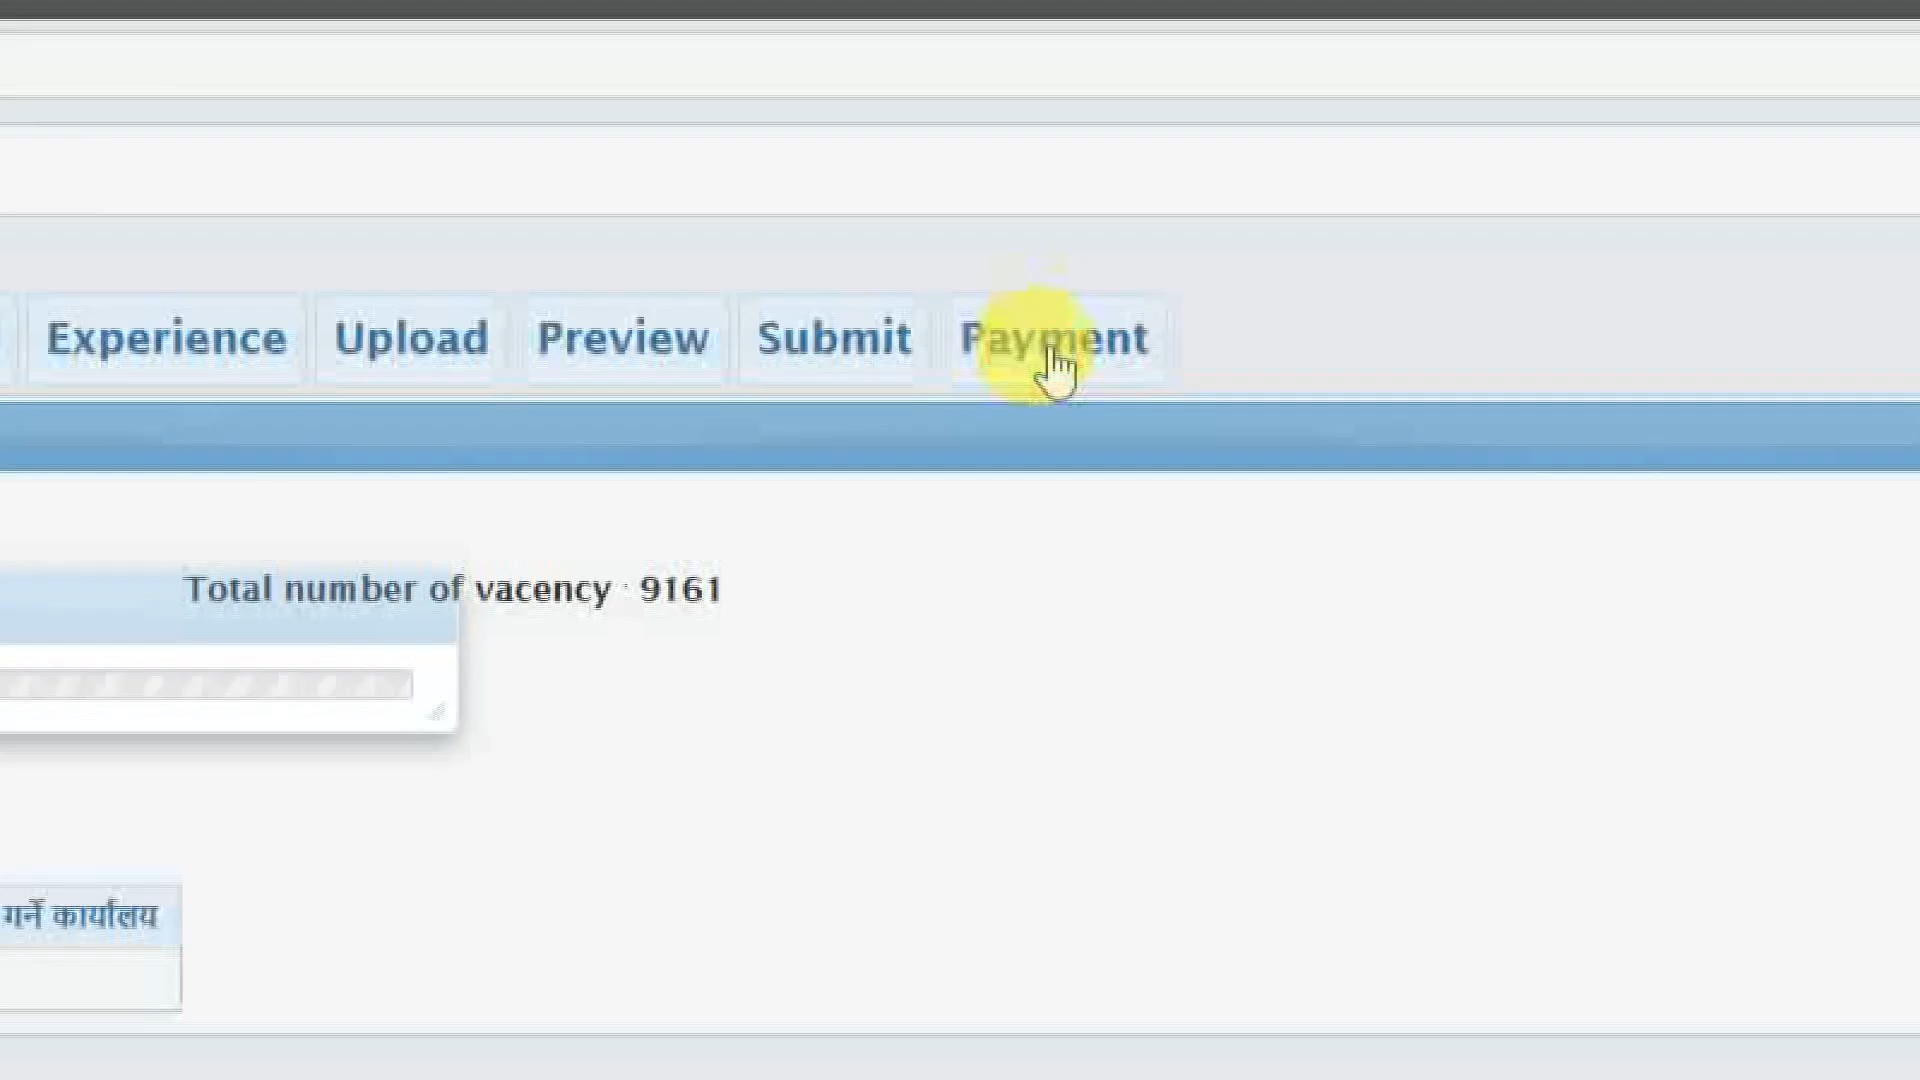 Experience Upload Preview Submit Payment
Total number of vacency : 9161
गर्ने कार्यालय